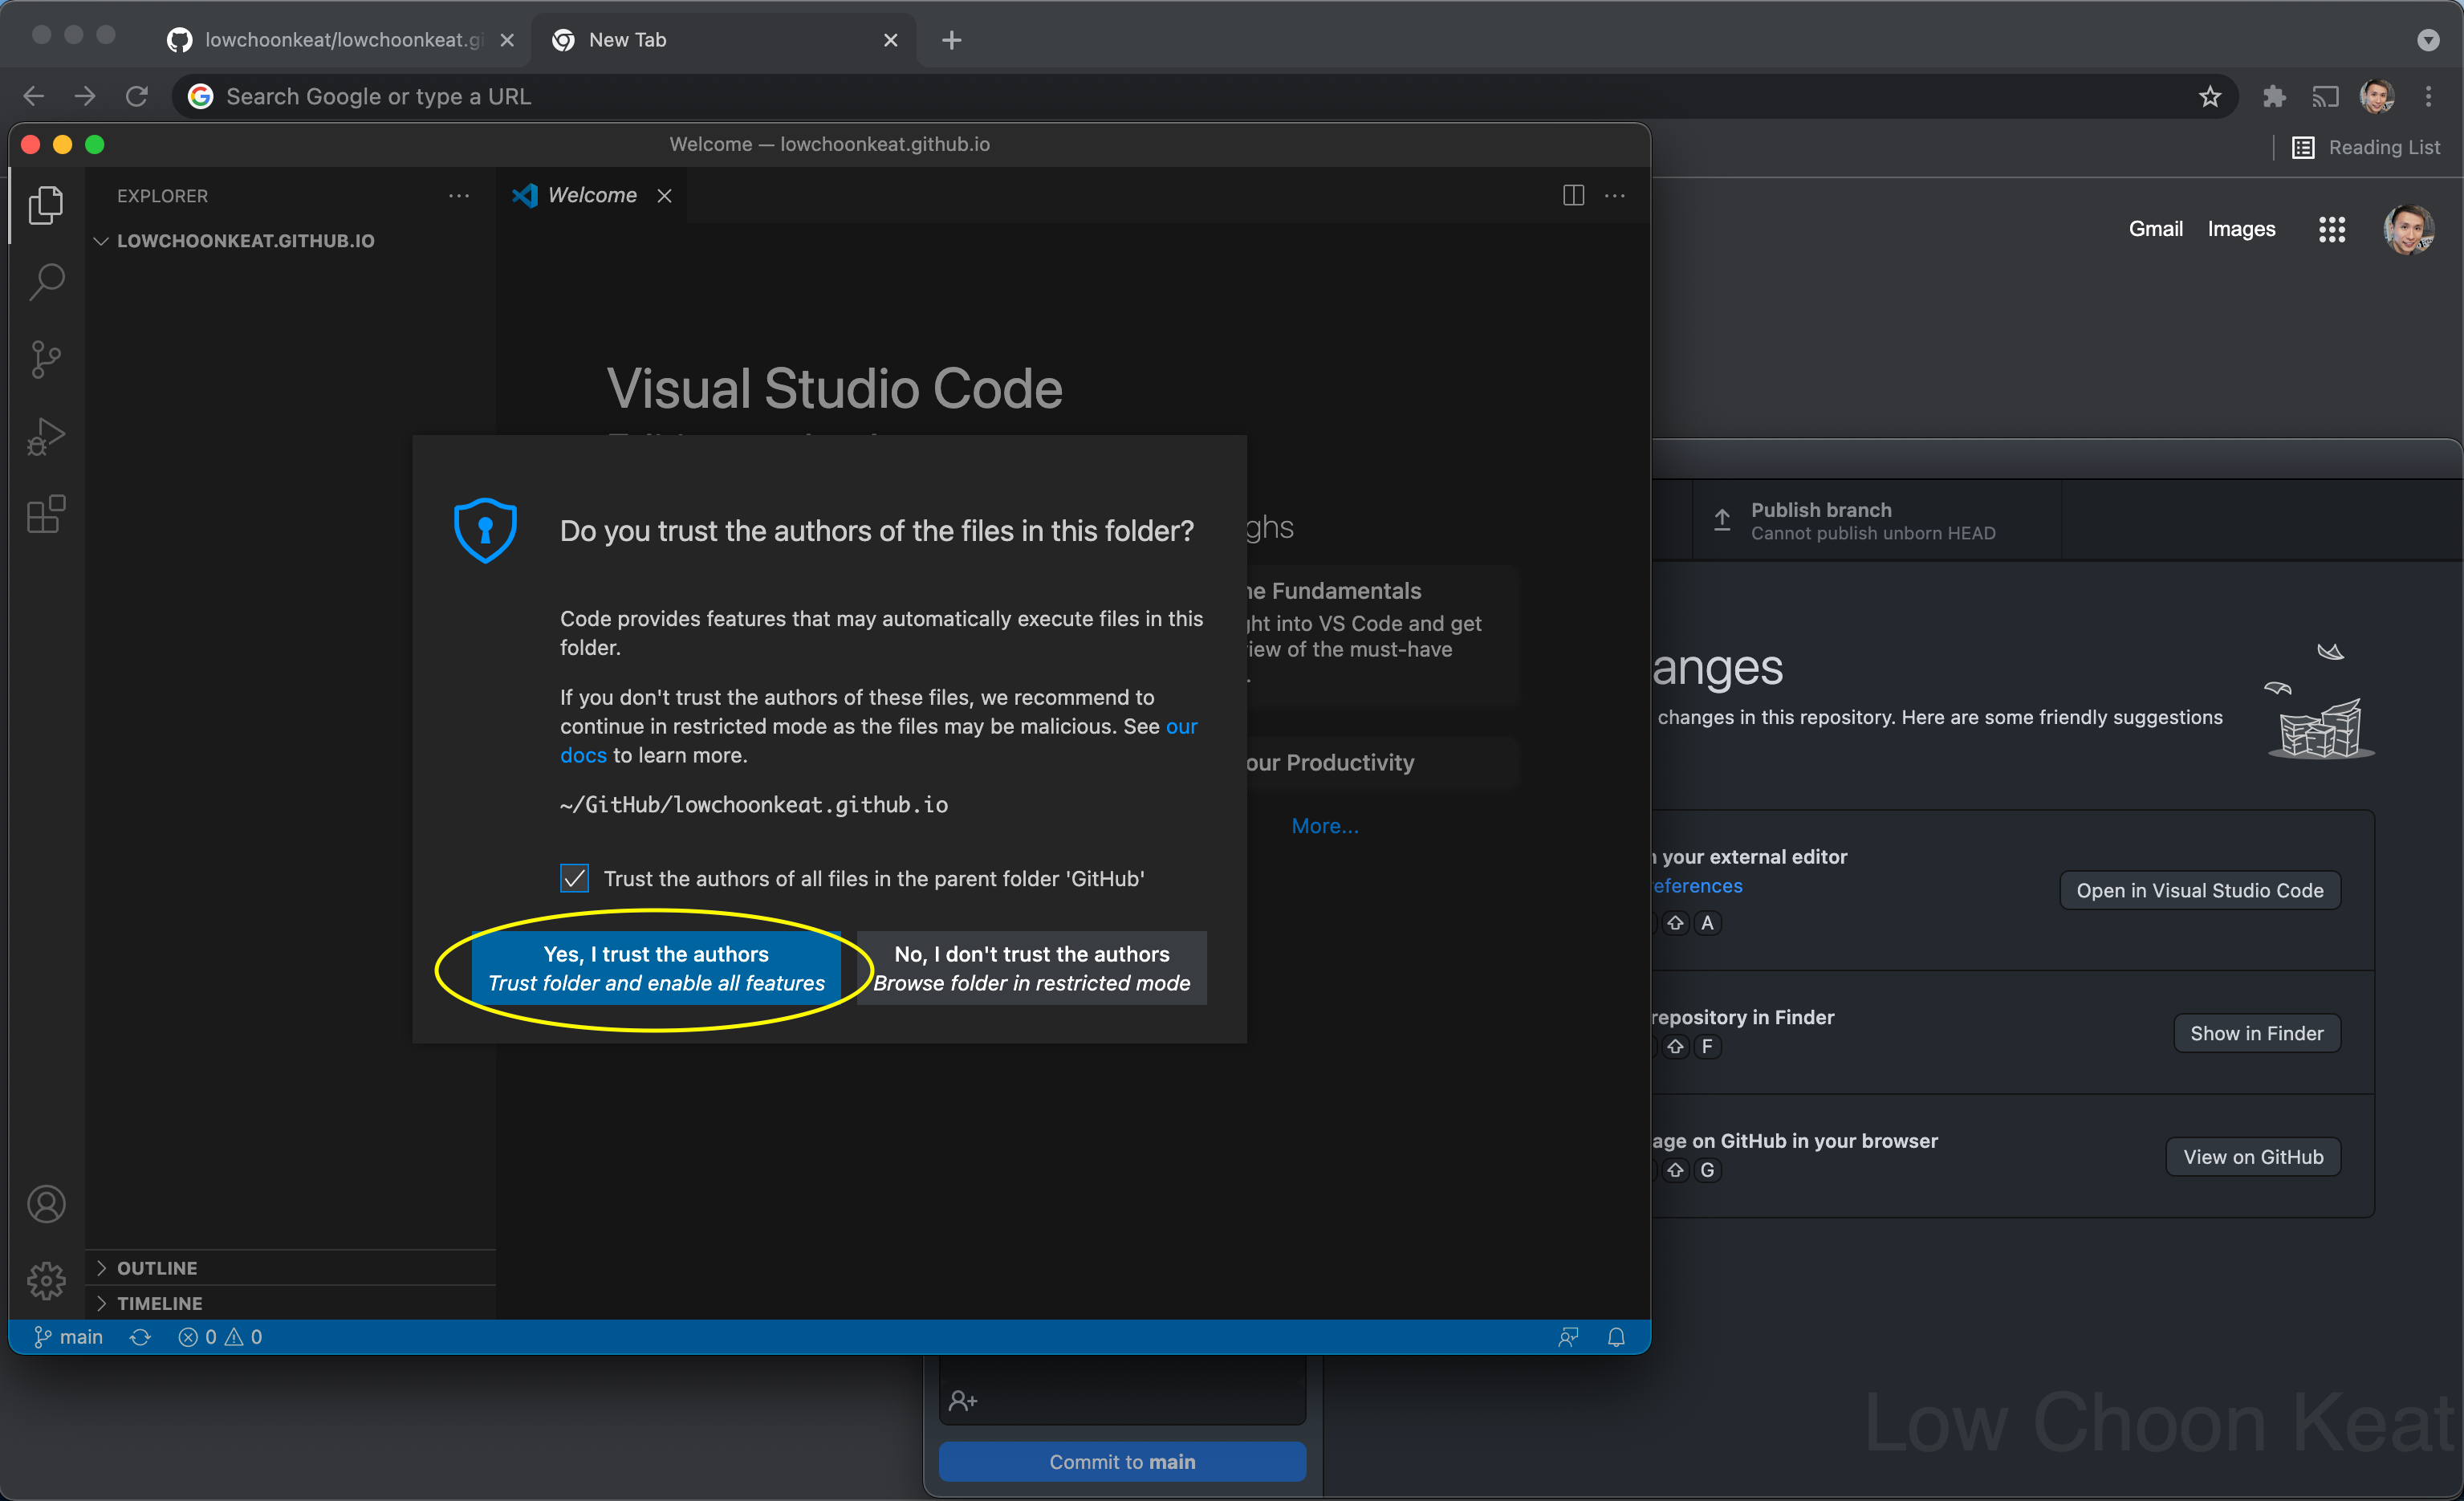 lowchoonkeat/lowchoonkeat.gi
New Tab
Search Google or type a URL
Reading List
Welcome — lowchoonkeat.github.io
EXPLORER
Welcome
LOWCHOONKEAT.GITHUB.IO
Gmail
Images
Visual Studio Code
Do you trust the authors of the files in this folder?
ghs
Publish branch
Cannot publish unborn HEAD
Code provides features that may automatically execute files in this
folder.
he Fundamentals
ght into VS Code and get
iew of the must-have
.
If you don't trust the authors of these files, we recommend to
continue in restricted mode as the files may be malicious. See our
docs to learn more.
anges
changes in this repository. Here are some friendly suggestions
our Productivity
~/GitHub/lowchoonkeat.github.io
More...
Trust the authors of all files in the parent folder 'GitHub'
n your external editor
references
A
Open in Visual Studio Code
Yes, I trust the authors
Trust folder and enable all features
No, I don't trust the authors
Browse folder in restricted mode
repository in Finder
F
Show in Finder
age on GitHub in your browser
G
View on GitHub
OUTLINE
TIMELINE
main
0
0
Commit to main
Low Choon Keat